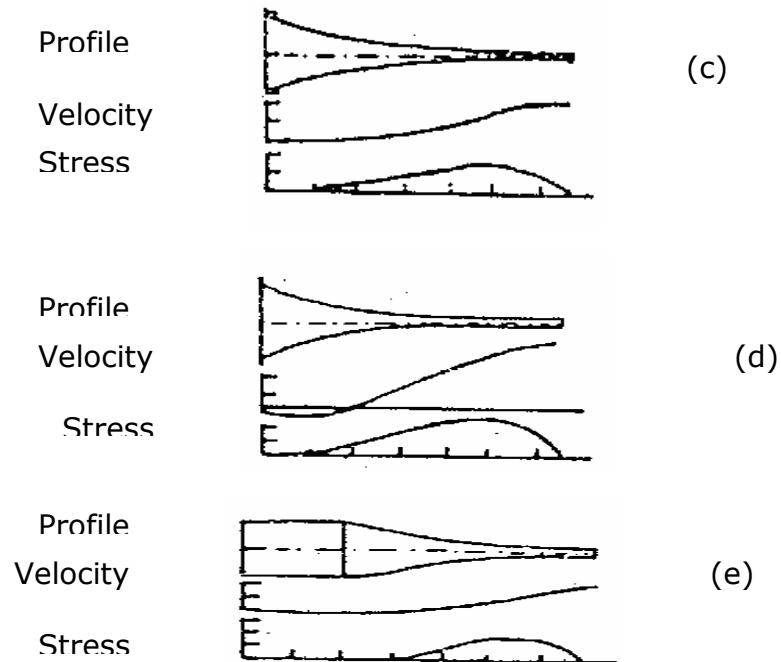 Profile
(c)
Velocity
Stress
Profile
Velocity
(d)
Stress
Profile
Velocity
(e)
Stress